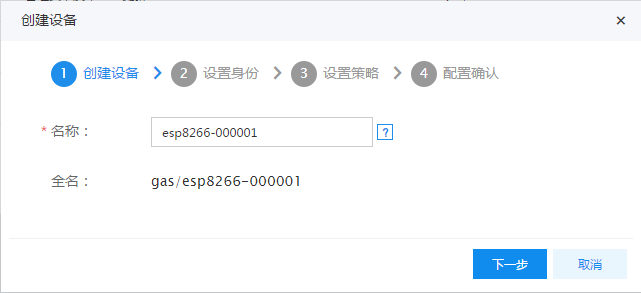 创建设备 ×
1 创建设备 > 2 设置身份 > 3 设置策略 > 4 配置确认
* 名称： esp8266-000001 ?
全名： gas/esp8266-000001
下一步 取消